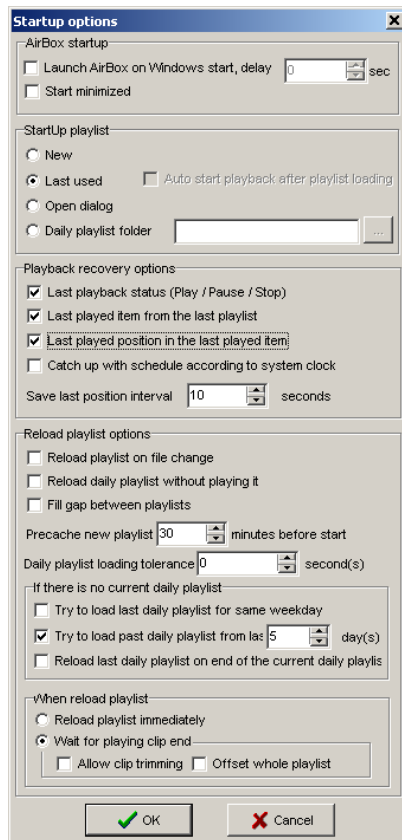 Startup options
AirBox startup
Launch AirBox on Windows start, delay 0 sec
Start minimized
StartUp playlist
New
Last used Auto start playback after playlist loading
Open dialog
Daily playlist folder ...
Playback recovery options
Last playback status (Play / Pause / Stop)
Last played item from the last playlist
Last played position in the last played item
Catch up with schedule according to system clock
Save last position interval 10 seconds
Reload playlist options
Reload playlist on file change
Reload daily playlist without playing it
Fill gap between playlists
Precache new playlist 30 minutes before start
Daily playlist loading tolerance 0 second(s)
If there is no current daily playlist
Try to load last daily playlist for same weekday
Try to load past daily playlist from las 5 day(s)
Reload last daily playlist on end of the current daily playlis
When reload playlist
Reload playlist immediately
Wait for playing clip end
Allow clip trimming Offset whole playlist
OK Cancel